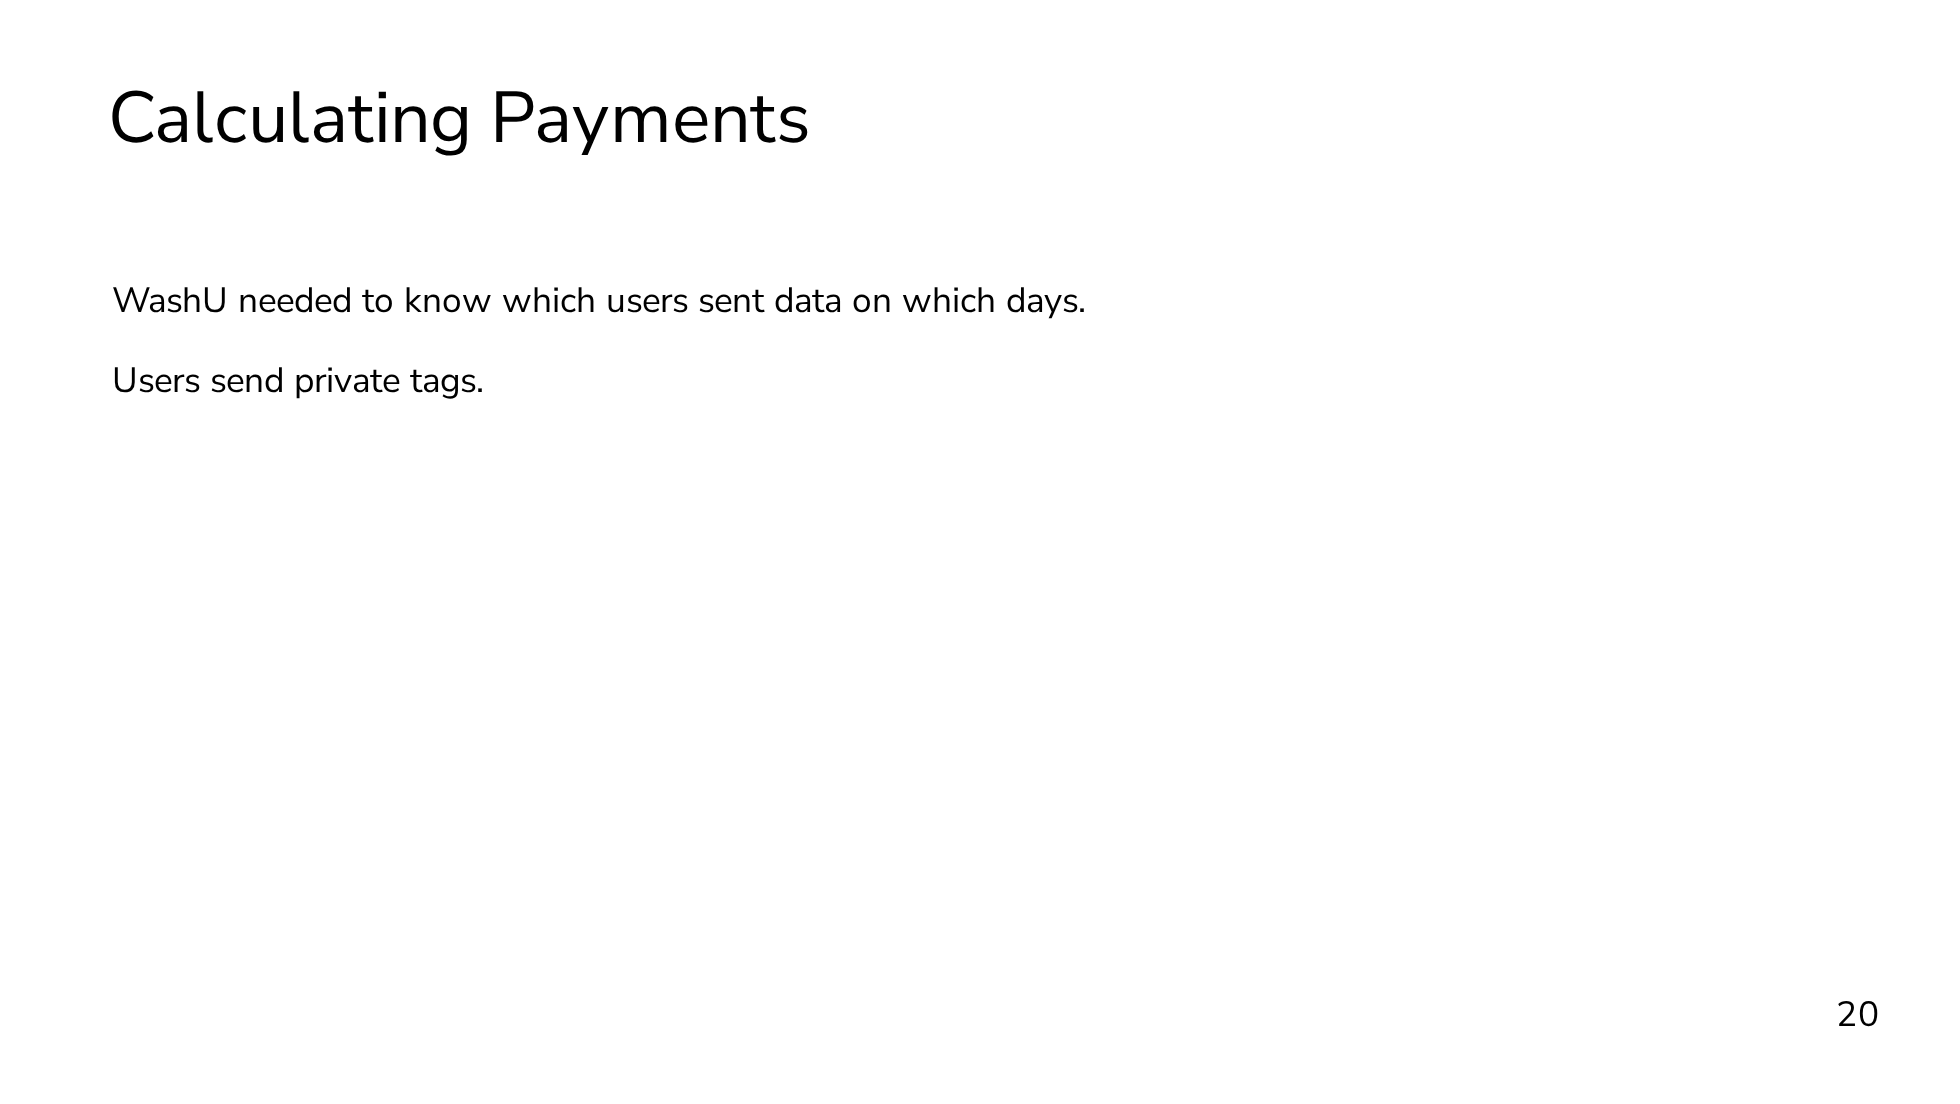 Calculating Payments
WashU needed to know which users sent data on which days.
Users send private tags.
20